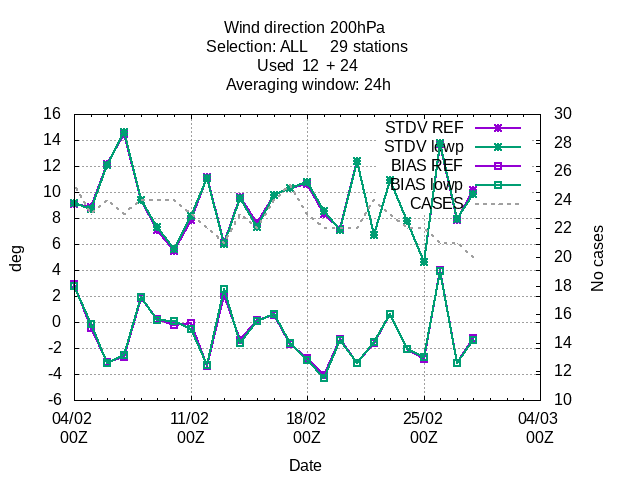 Wind direction 200hPa
Selection: ALL 29 stations
Used 12 + 24
Averaging window: 24h
16 30
14 28
12 26
10 24
8 22
6 20
4 18
2 16
0 14
-2 12
-4 10
-6
deg
No cases
STDV REF
STDV lowp
BIAS REF
BIAS lowp
CASES
04/02 11/02 18/02 25/02 04/03
00Z 00Z 00Z 00Z 00Z
Date